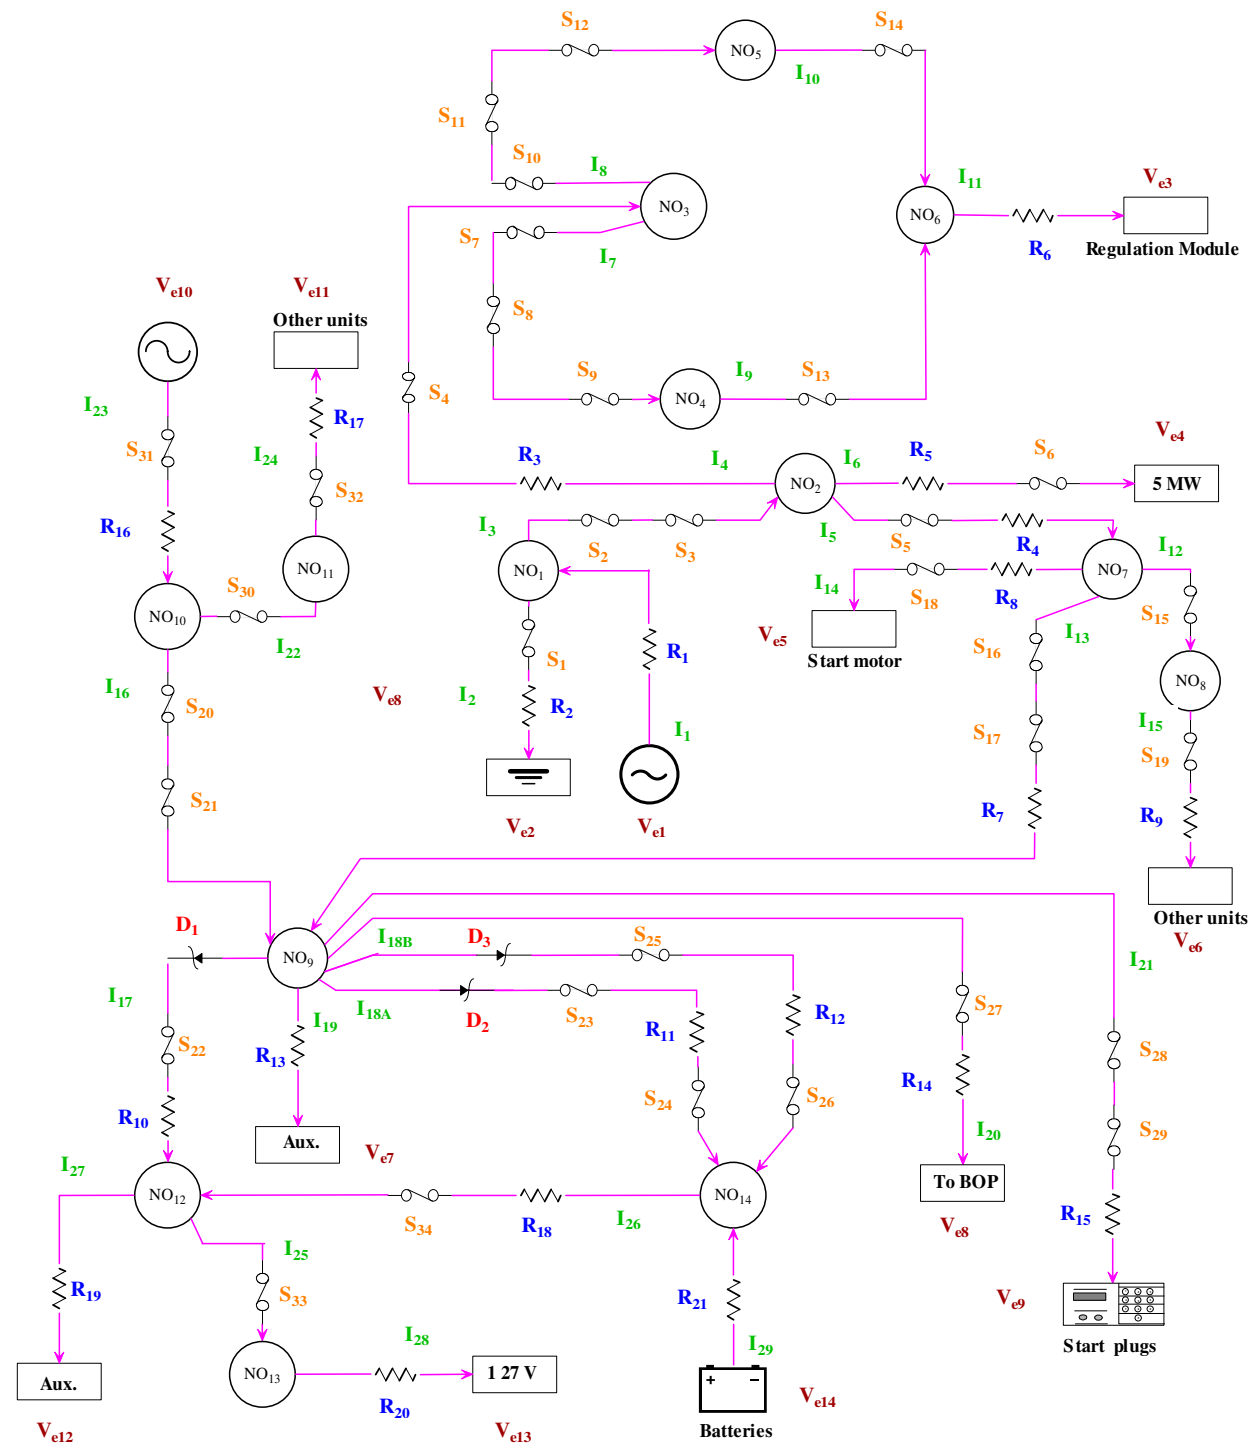 S12
S14
NO5
I10
S11
S10
I8
I11
Ve3
NO3
NO6
S7
I7
R6
Regulation Module
Ve10
Ve11
Other units
S8
S9
I9
S13
S4
NO4
I23
R17
Ve4
S31
I24
R3
I4
I6
R5
S6
S32
NO2
5 MW
R16
I3
S2
S3
I5
S5
R4
I12
NO11
NO1
NO7
S30
I14
S18
R8
S15
NO10
Ve5
I13
I22
S1
R1
Start motor
S16
I16
Ve8
I2
NO8
S20
R2
I15
I1
S17
S19
S21
R7
R9
Ve2
Ve1
D1
Other units
I18B
D3
S25
Ve6
NO9
I21
I17
I19
I18A
D2
S23
R11
R12
S27
S22
R13
S28
R14
R10
S24
S26
Aux.
S29
I20
I27
Ve7
NO12
NO14
To BOP
S34
R18
I26
R15
Ve8
I25
R19
S33
R21
Ve9
I28
I29
Start plugs
NO13
1 27 V
Aux.
+ −
R20
Ve14
Ve12
Ve13
Batteries